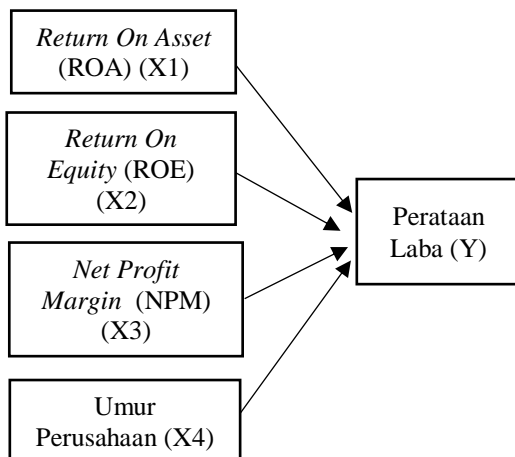 Return On Asset
(ROA) (X1)
Return On
Equity (ROE)
(X2)
Net Profit
Margin (NPM)
(X3)
Umur
Perusahaan (X4)
Perataan
Laba (Y)